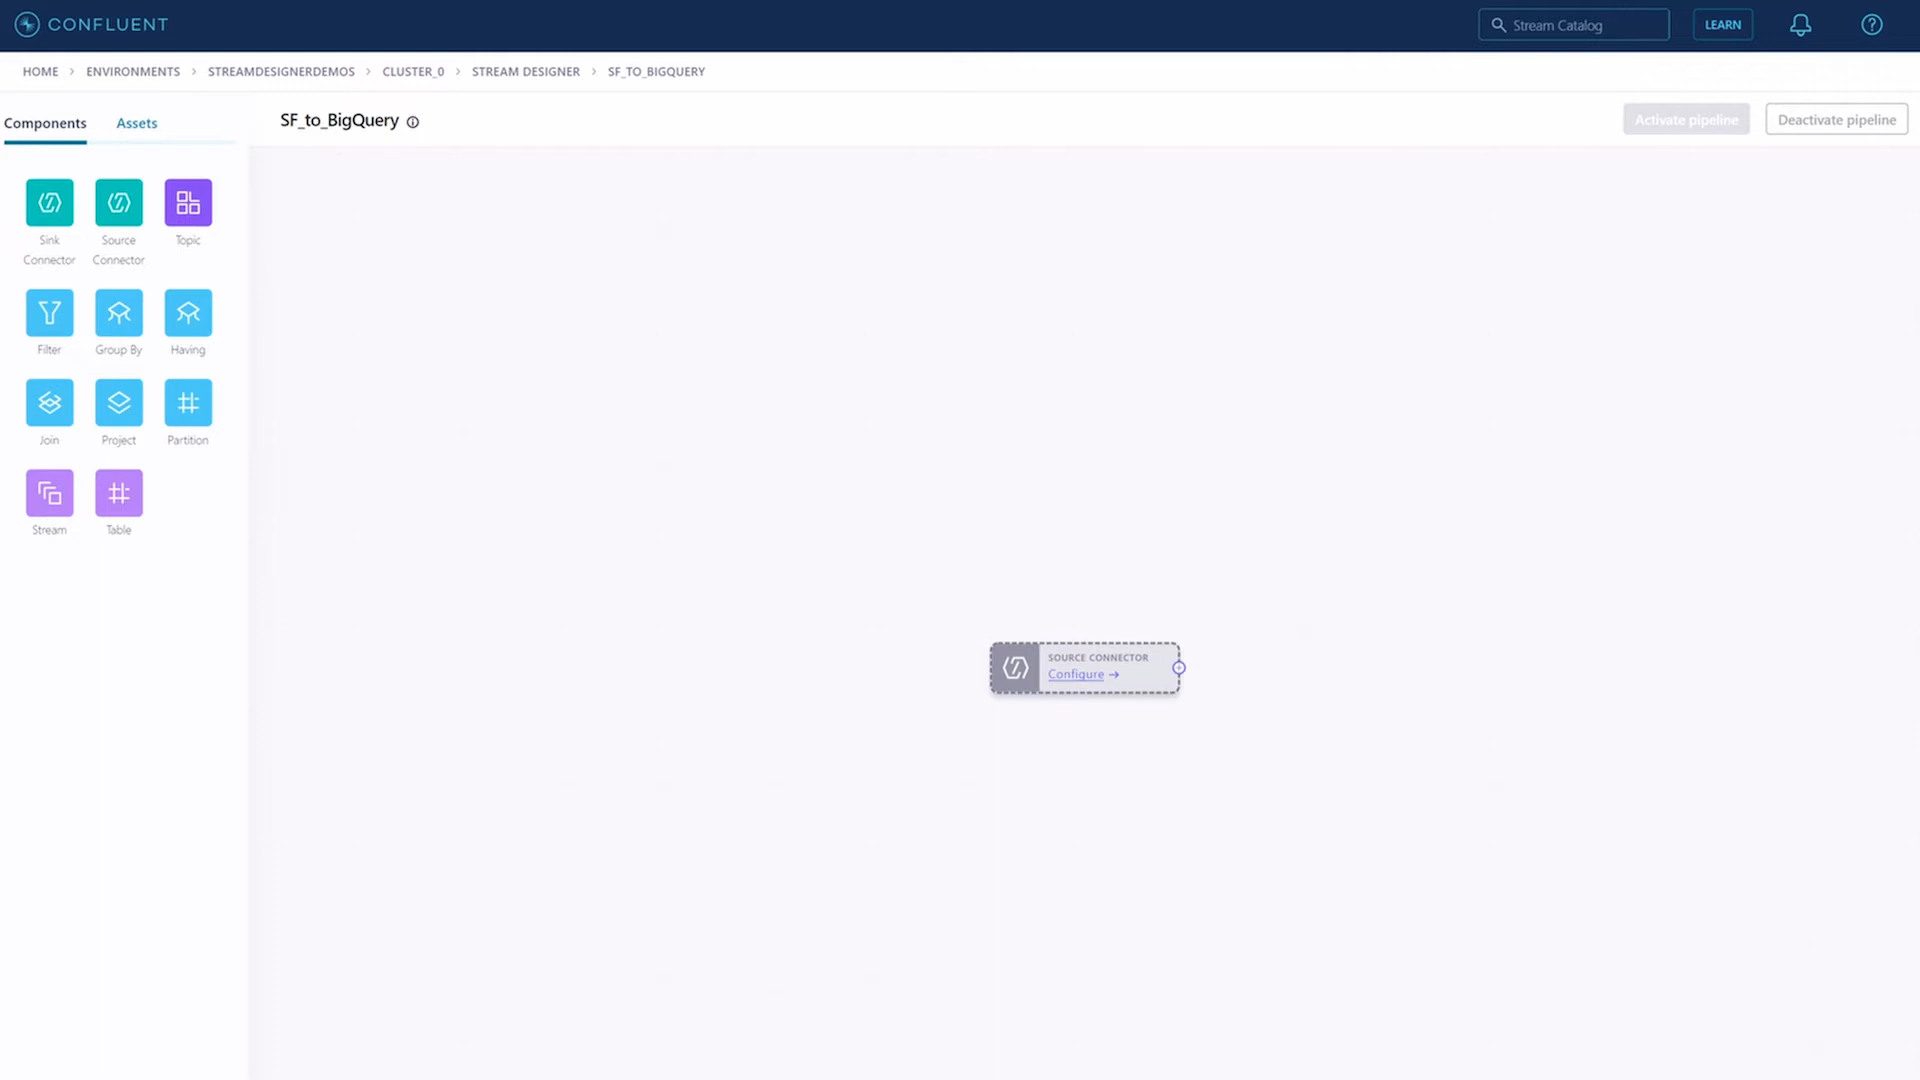 CONFLUENT
Stream Catalog
LEARN
HOME > ENVIRONMENTS > STREAMDESIGNERDEMOS > CLUSTER_0 > STREAM DESIGNER > SF_TO_BIGQUERY
Components Assets
SF_to_BigQuery
Activate pipeline
Deactivate pipeline
Sink Connector
Source Connector
Topic
Filter
Group By
Having
Join
Project
Partition
Stream
Table
SOURCE CONNECTOR
Configure →